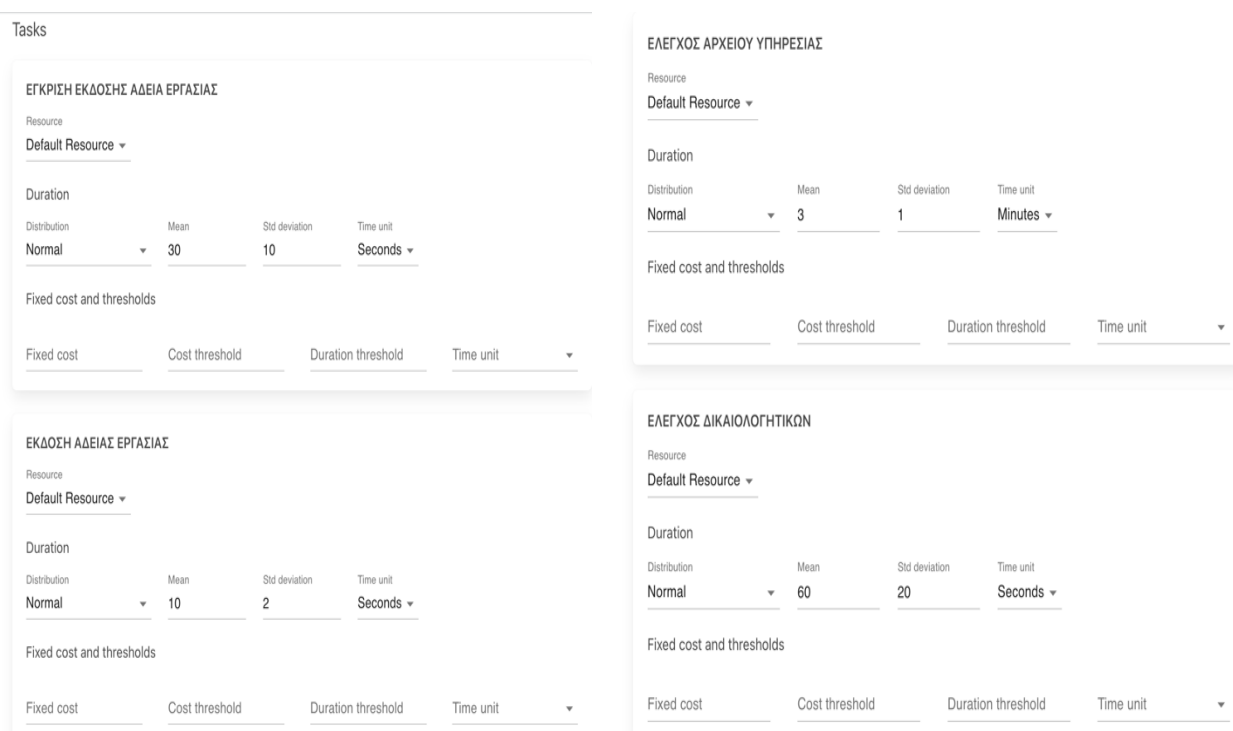 Tasks
ΕΓΚΡΙΣΗ ΕΚΔΟΣΗΣ ΑΔΕΙΑ ΕΡΓΑΣΙΑΣ
Resource
Default Resource
Duration
Distribution Mean Std deviation Time unit
Normal 30 10 Seconds
Fixed cost and thresholds
Fixed cost Cost threshold Duration threshold Time unit
ΕΚΔΟΣΗ ΑΔΕΙΑΣ ΕΡΓΑΣΙΑΣ
Resource
Default Resource
Duration
Distribution Mean Std deviation Time unit
Normal 10 2 Seconds
Fixed cost and thresholds
Fixed cost Cost threshold Duration threshold Time unit
ΕΛΕΓΧΟΣ ΑΡΧΕΙΟΥ ΥΠΗΡΕΣΙΑΣ
Resource
Default Resource
Duration
Distribution Mean Std deviation Time unit
Normal 3 1 Minutes
Fixed cost and thresholds
Fixed cost Cost threshold Duration threshold Time unit
ΕΛΕΓΧΟΣ ΔΙΚΑΙΟΛΟΓΗΤΙΚΩΝ
Resource
Default Resource
Duration
Distribution Mean Std deviation Time unit
Normal 60 20 Seconds
Fixed cost and thresholds
Fixed cost Cost threshold Duration threshold Time unit